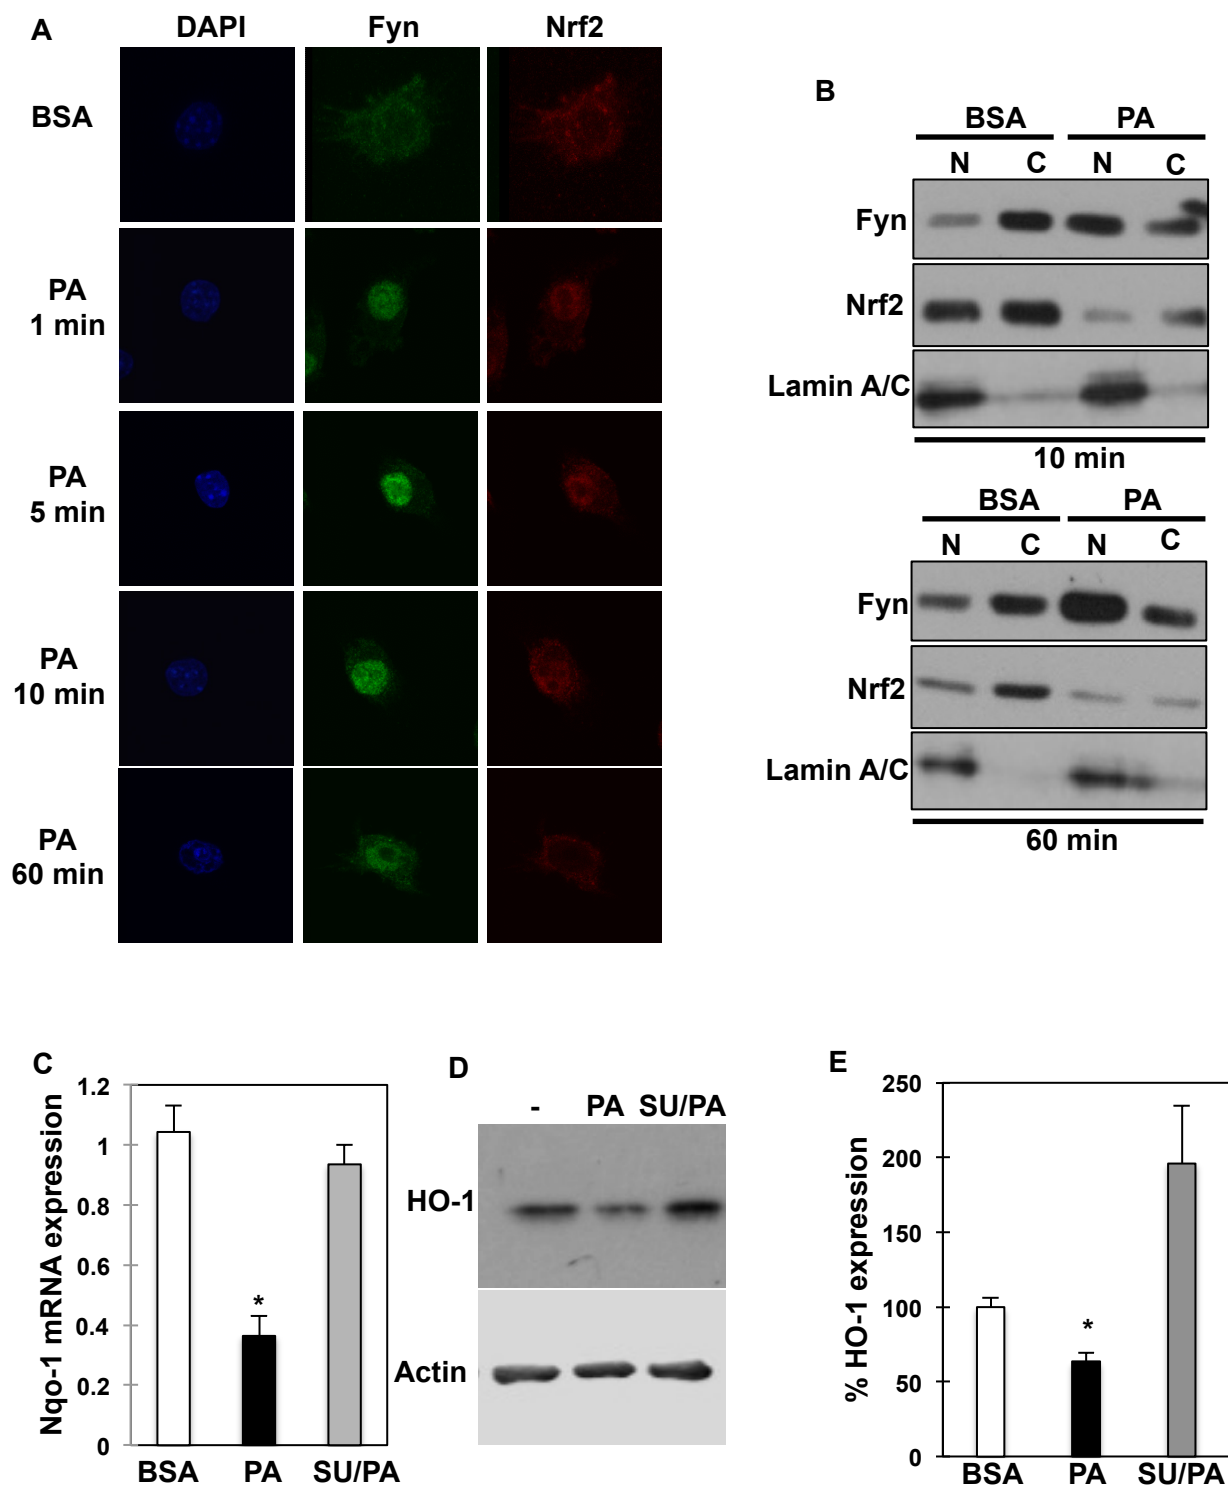 A
DAPI Fyn Nrf2
BSA
PA
1 min
PA
5 min
PA
10 min
PA
60 min
B
BSA PA
N C N C
Fyn
Nrf2
Lamin A/C
10 min
BSA PA
N C N C
Fyn
Nrf2
Lamin A/C
60 min
C
Nqo-1 mRNA expression
1.2
1
0.8
0.6
0.4
0.2
0
*
BSA PA SU/PA
D
- PA SU/PA
HO-1
Actin
E
% HO-1 expression
250
200
150
100
50
0
*
BSA PA SU/PA